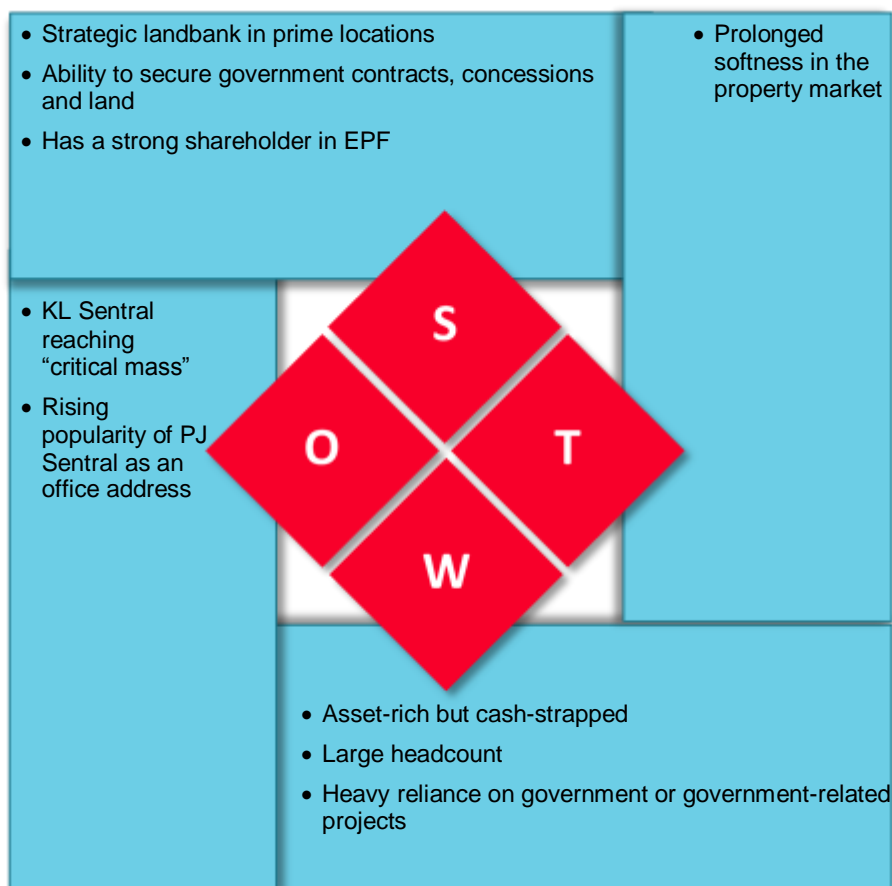 • Strategic landbank in prime locations
• Ability to secure government contracts, concessions
and land
• Has a strong shareholder in EPF
• Prolonged
softness in the
property market
• KL Sentral
reaching
“critical mass”
• Rising
popularity of PJ
Sentral as an
office address
S
O
T
W
• Asset-rich but cash-strapped
• Large headcount
• Heavy reliance on government or government-related
projects